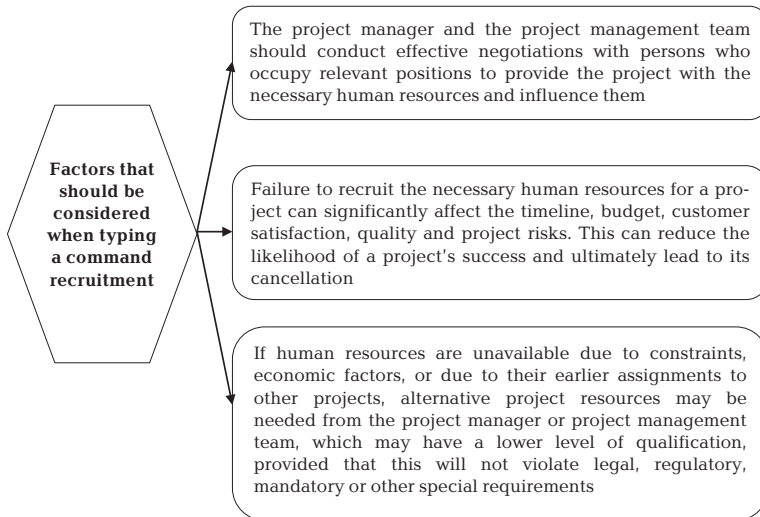 The project manager and the project management team
should conduct effective negotiations with persons who
occupy relevant positions to provide the project with the
necessary human resources and influence them
Factors that
should be
considered
when typing
a command
recruitment
Failure to recruit the necessary human resources for a pro-
ject can significantly affect the timeline, budget, customer
satisfaction, quality and project risks. This can reduce the
likelihood of a project's success and ultimately lead to its
cancellation
If human resources are unavailable due to constraints,
economic factors, or due to their earlier assignments to
other projects, alternative project resources may be
needed from the project manager or project management
team, which may have a lower level of qualification,
provided that this will not violate legal, regulatory,
mandatory or other special requirements